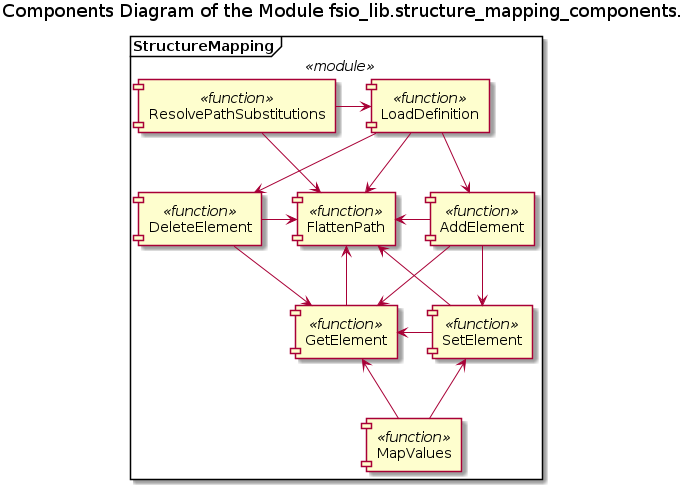 Components Diagram of the Module fsio_lib.structure_mapping_components.
StructureMapping
«module»
«function»
ResolvePathSubstitutions
«function»
LoadDefinition
«function»
DeleteElement
«function»
FlattenPath
«function»
AddElement
«function»
GetElement
«function»
SetElement
«function»
MapValues